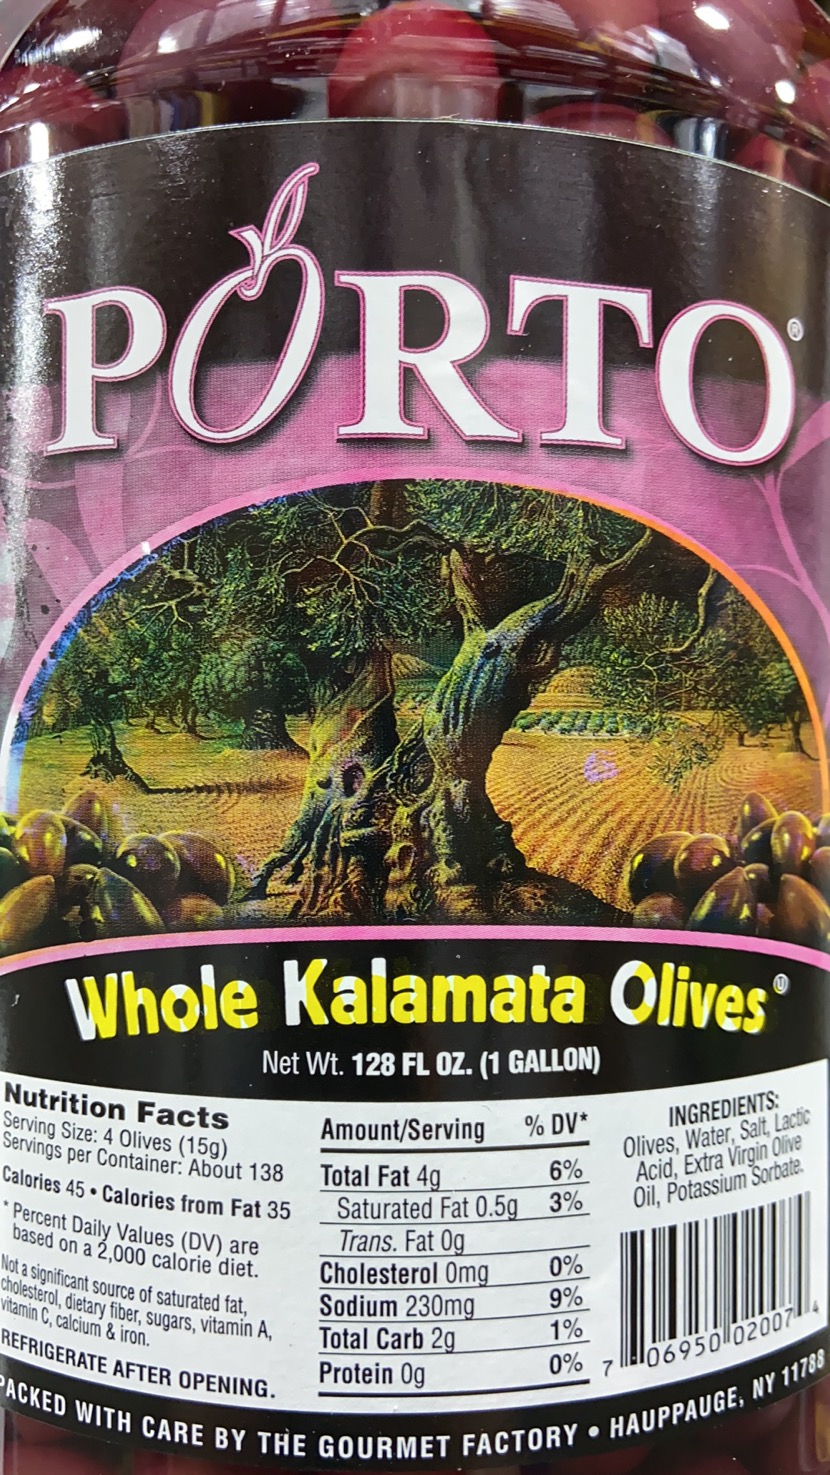 PORTO®
Whole Kalamata OlivesⓊ
Net Wt. 128 FL OZ. (1 GALLON)
Nutrition Facts
Serving Size: 4 Olives (15g)
Servings per Container: About 138
Calories 45 • Calories from Fat 35
* Percent Daily Values (DV) are
based on a 2,000 calorie diet.
Not a significant source of saturated fat,
cholesterol, dietary fiber, sugars, vitamin A,
vitamin C, calcium & iron.
REFRIGERATE AFTER OPENING.
Amount/Serving % DV*
Total Fat 4g 6%
Saturated Fat 0.5g 3%
Trans. Fat 0g
Cholesterol 0mg 0%
Sodium 230mg 9%
Total Carb 2g 1%
Protein 0g 0%
INGREDIENTS:
Olives, Water, Salt, Lactic
Acid, Extra Virgin Olive
Oil, Potassium Sorbate.
7 06950 02007 4
PACKED WITH CARE BY THE GOURMET FACTORY • HAUPPAUGE, NY 11788